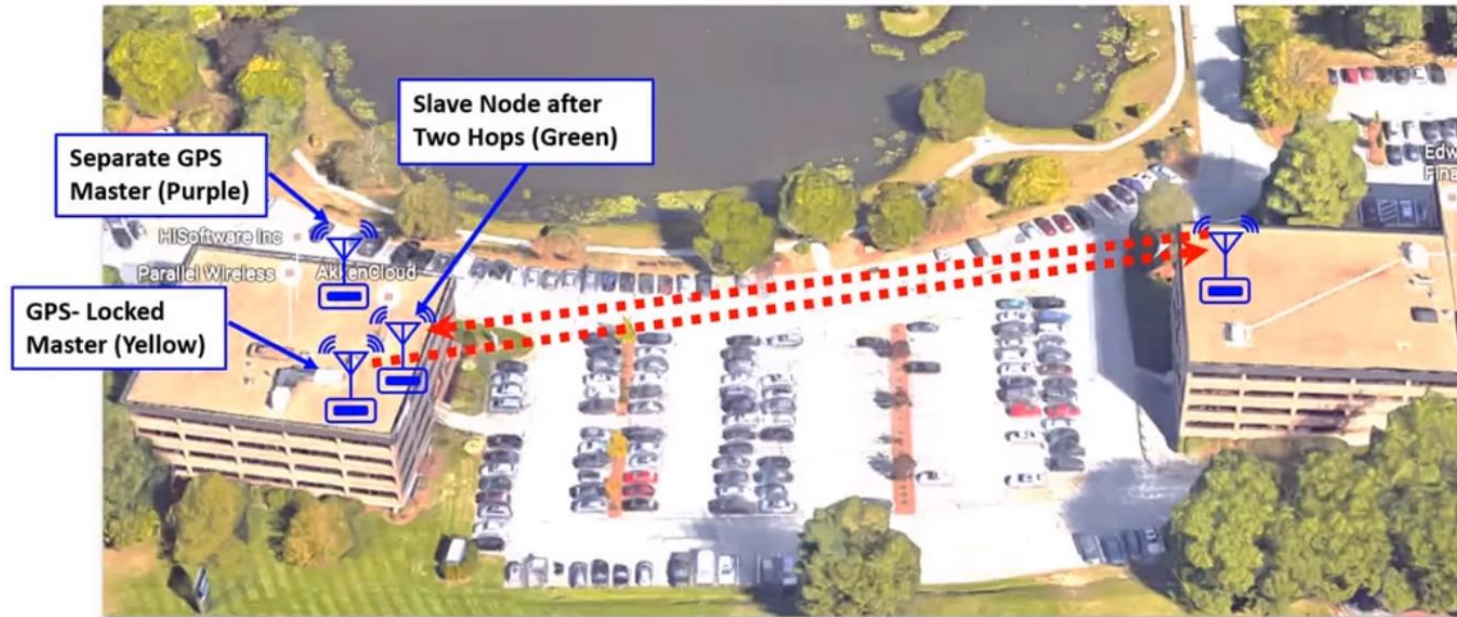 Slave Node after
Two Hops (Green)
Separate GPS
Master (Purple)
HiSoftware Inc
Parallel Wireless
AkkenCloud
GPS- Locked
Master (Yellow)
Edw
Fina